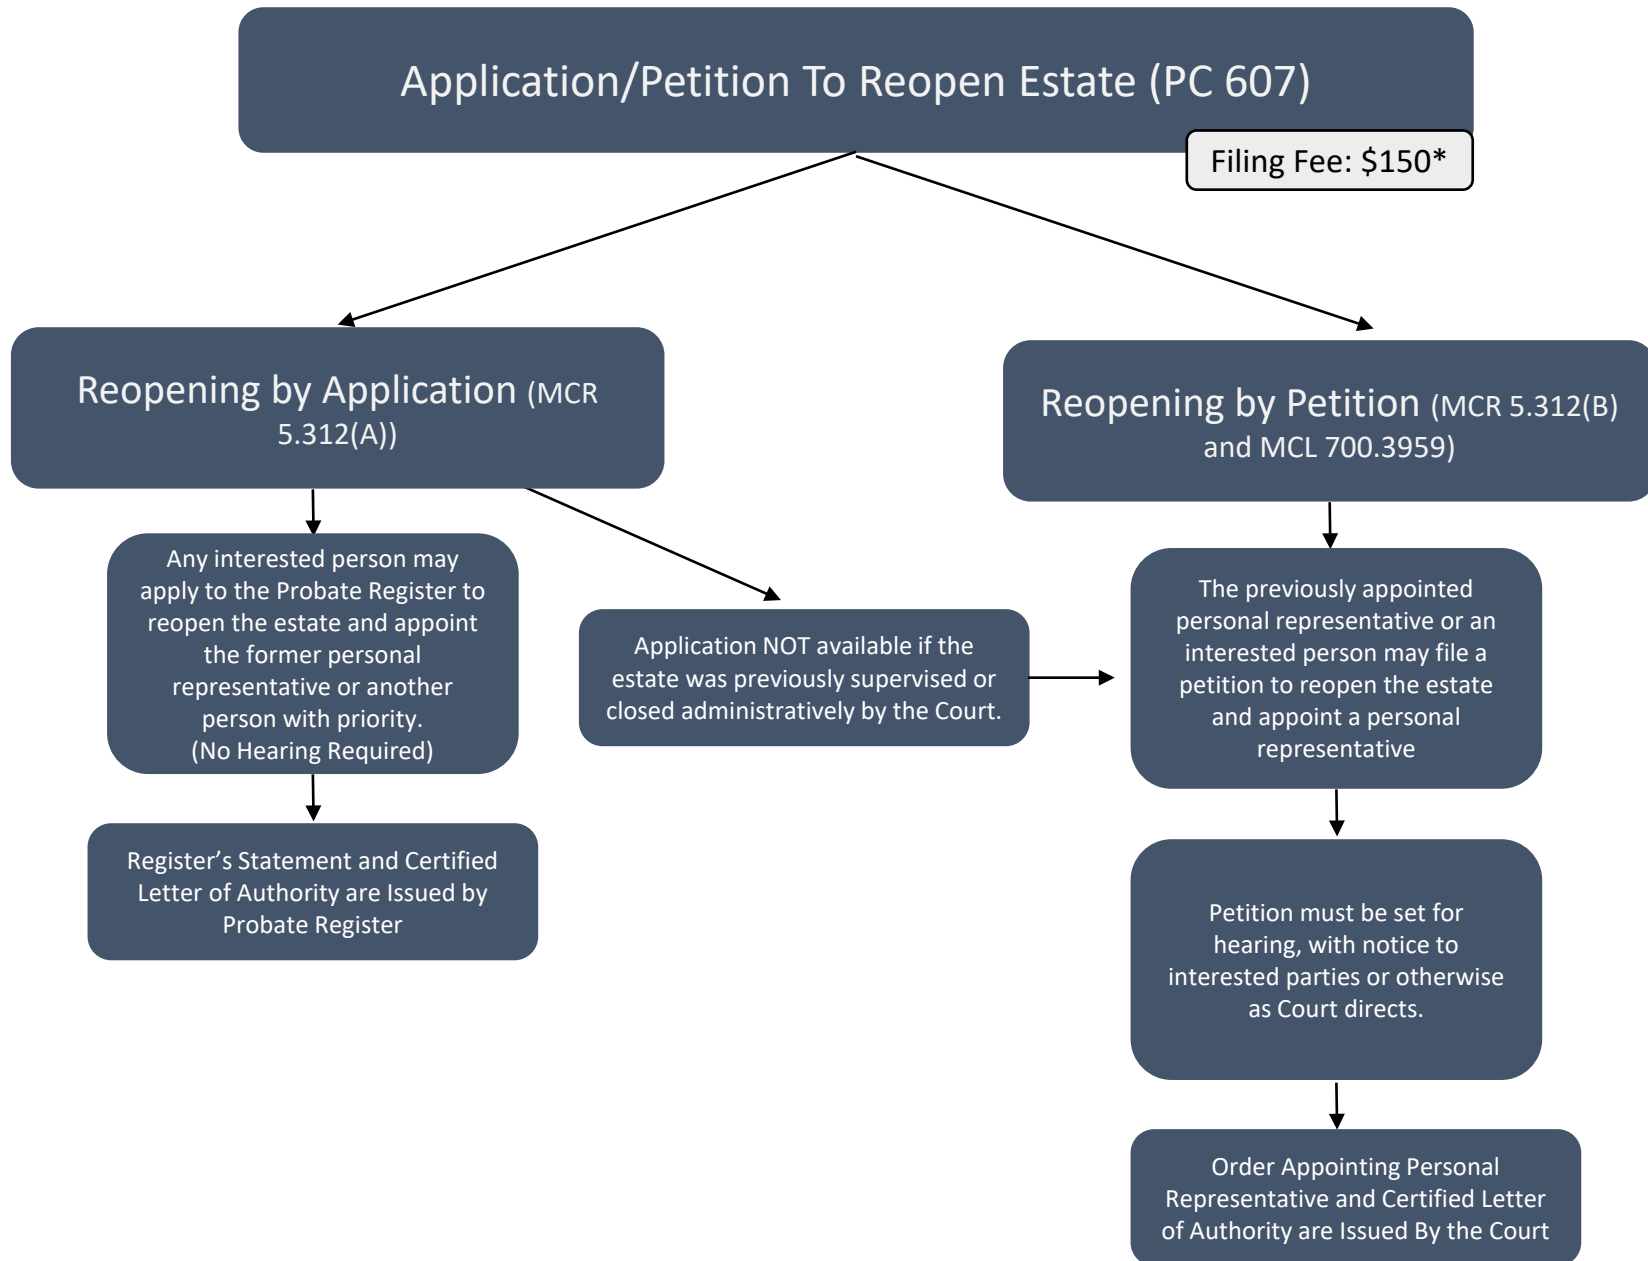 Application/Petition To Reopen Estate (PC 607)
Filing Fee: $150*
Reopening by Application (MCR
5.312(A))
Reopening by Petition (MCR 5.312(B)
and MCL 700.3959)
Any interested person may
apply to the Probate Register to
reopen the estate and appoint
the former personal
representative or another
person with priority.
(No Hearing Required)
Application NOT available if the
estate was previously supervised or
closed administratively by the Court.
The previously appointed
personal representative or an
interested person may file a
petition to reopen the estate
and appoint a personal
representative
Register’s Statement and Certified
Letter of Authority are Issued by
Probate Register
Petition must be set for
hearing, with notice to
interested parties or otherwise
as Court directs.
Order Appointing Personal
Representative and Certified Letter
of Authority are Issued By the Court